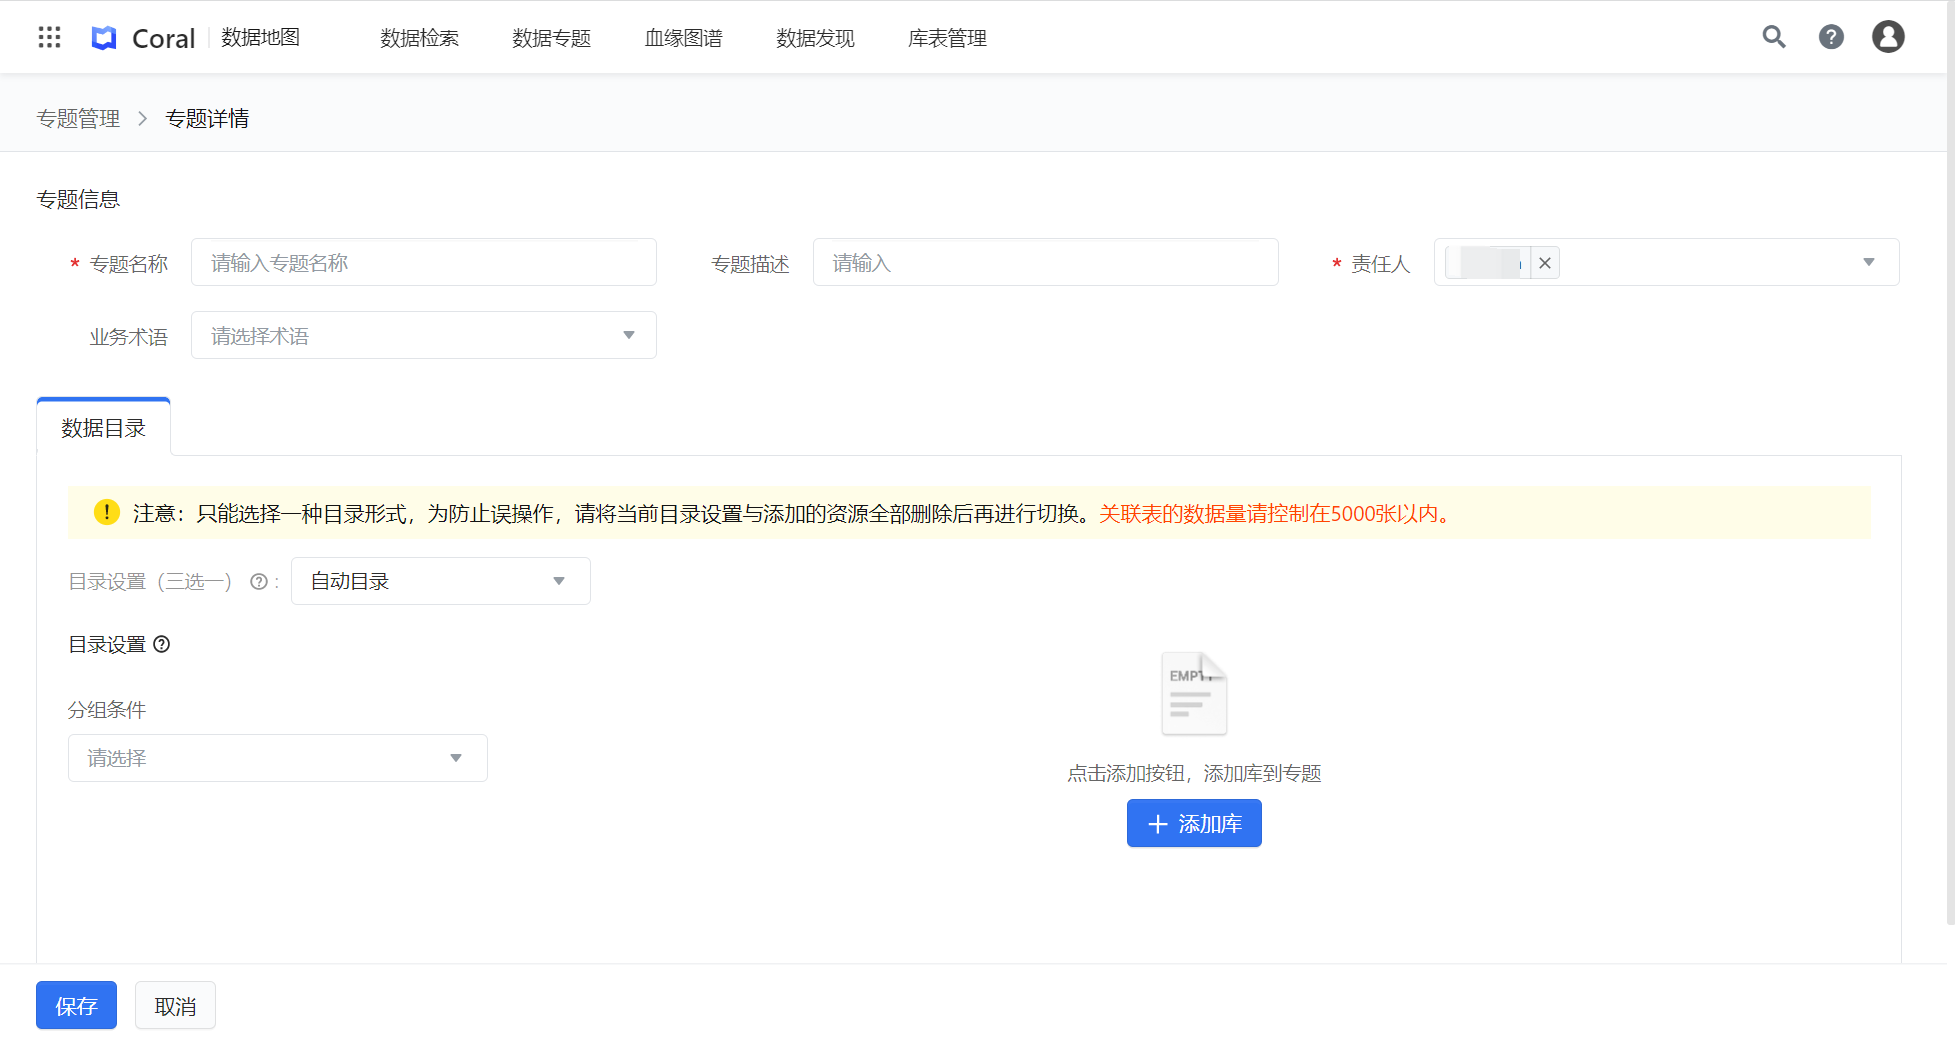 Coral 数据地图 数据检索 数据专题 血缘图谱 数据发现 库表管理
专题管理 > 专题详情
专题信息
* 专题名称 请输入专题名称 专题描述 请输入 * 责任人
业务术语 请选择术语
数据目录
注意：只能选择一种目录形式，为防止误操作，请将当前目录设置与添加的资源全部删除后再进行切换。关联表的数据量请控制在5000张以内。
目录设置（三选一） : 自动目录
目录设置
分组条件
请选择
EMPTY
点击添加按钮，添加库到专题
+ 添加库
保存 取消